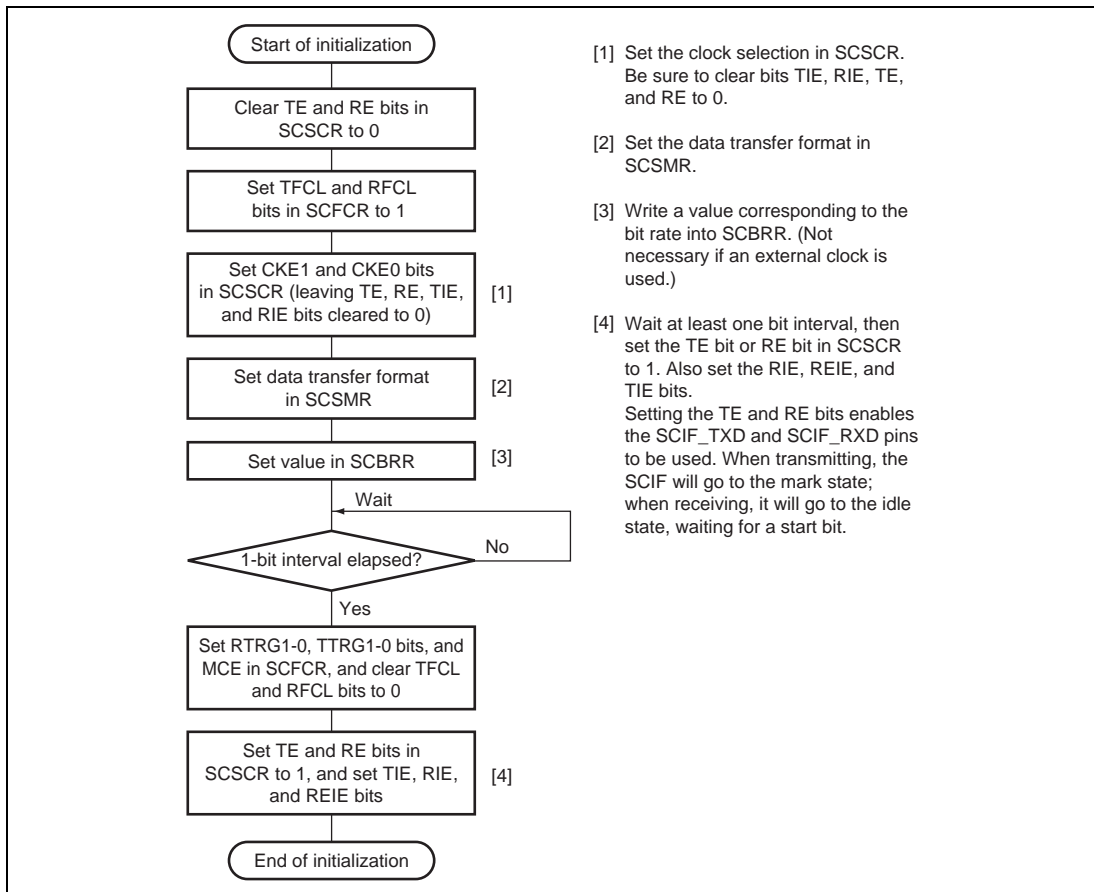 Start of initialization
Clear TE and RE bits in
SCSCR to 0
Set TFCL and RFCL
bits in SCFCR to 1
Set CKE1 and CKE0 bits
in SCSCR (leaving TE, RE, TIE,
and RIE bits cleared to 0)
[1]
Set data transfer format
in SCSMR
[2]
Set value in SCBRR
[3]
Wait
1-bit interval elapsed?
No
Yes
Set RTRG1-0, TTRG1-0 bits, and
MCE in SCFCR, and clear TFCL
and RFCL bits to 0
Set TE and RE bits in
SCSCR to 1, and set TIE, RIE,
and REIE bits
[4]
End of initialization
[1] Set the clock selection in SCSCR.
Be sure to clear bits TIE, RIE, TE,
and RE to 0.
[2] Set the data transfer format in
SCSMR.
[3] Write a value corresponding to the
bit rate into SCBRR. (Not
necessary if an external clock is
used.)
[4] Wait at least one bit interval, then
set the TE bit or RE bit in SCSCR
to 1. Also set the RIE, REIE, and
TIE bits.
Setting the TE and RE bits enables
the SCIF_TXD and SCIF_RXD pins
to be used. When transmitting, the
SCIF will go to the mark state;
when receiving, it will go to the idle
state, waiting for a start bit.